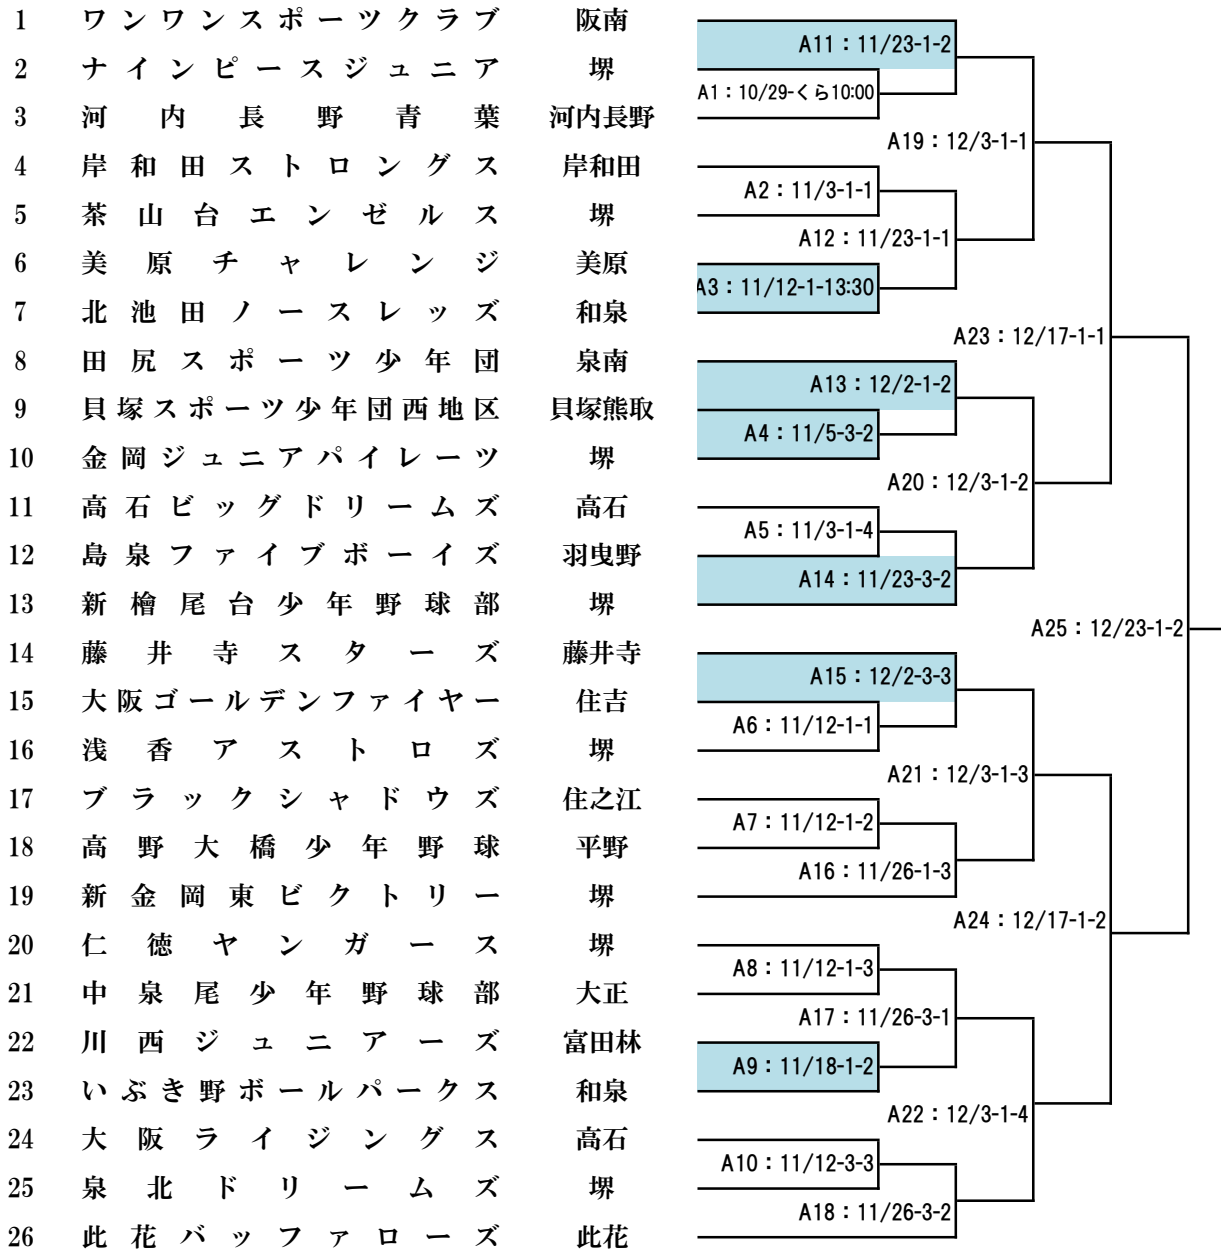 1 ワンワンスポーツクラブ 阪南
A11：11/23-1-2
2 ナインピースジュニア 堺
A1：10/29-くら10:00
3 河内長野青葉 河内長野
A19：12/3-1-1
4 岸和田ストロングス 岸和田
A2：11/3-1-1
5 茶山台エンゼルス 堺
A12：11/23-1-1
6 美原チャレンジ 美原
A3：11/12-1-13:30
7 北池田ノースレッズ 和泉
A23：12/17-1-1
8 田尻スポーツ少年団 泉南
A13：12/2-1-2
9 貝塚スポーツ少年団西地区 貝塚熊取
A4：11/5-3-2
10 金岡ジュニアパイレーツ 堺
A20：12/3-1-2
11 高石ビッグドリームズ 高石
A5：11/3-1-4
12 島泉ファイブボーイズ 羽曳野
A14：11/23-3-2
13 新檜尾台少年野球部 堺
A25：12/23-1-2
14 藤井寺スターズ 藤井寺
A15：12/2-3-3
15 大阪ゴールデンファイヤー 住吉
A6：11/12-1-1
16 浅香アストロズ 堺
A21：12/3-1-3
17 ブラックシャドウズ 住之江
A7：11/12-1-2
18 高野大橋少年野球 平野
A16：11/26-1-3
19 新金岡東ビクトリー 堺
A24：12/17-1-2
20 仁徳ヤンガース 堺
A8：11/12-1-3
21 中泉尾少年野球部 大正
A17：11/26-3-1
22 川西ジュニアーズ 富田林
A9：11/18-1-2
23 いぶき野ボールパークス 和泉
A22：12/3-1-4
24 大阪ライジングス 高石
A10：11/12-3-3
25 泉北ドリームズ 堺
A18：11/26-3-2
26 此花バッファローズ 此花